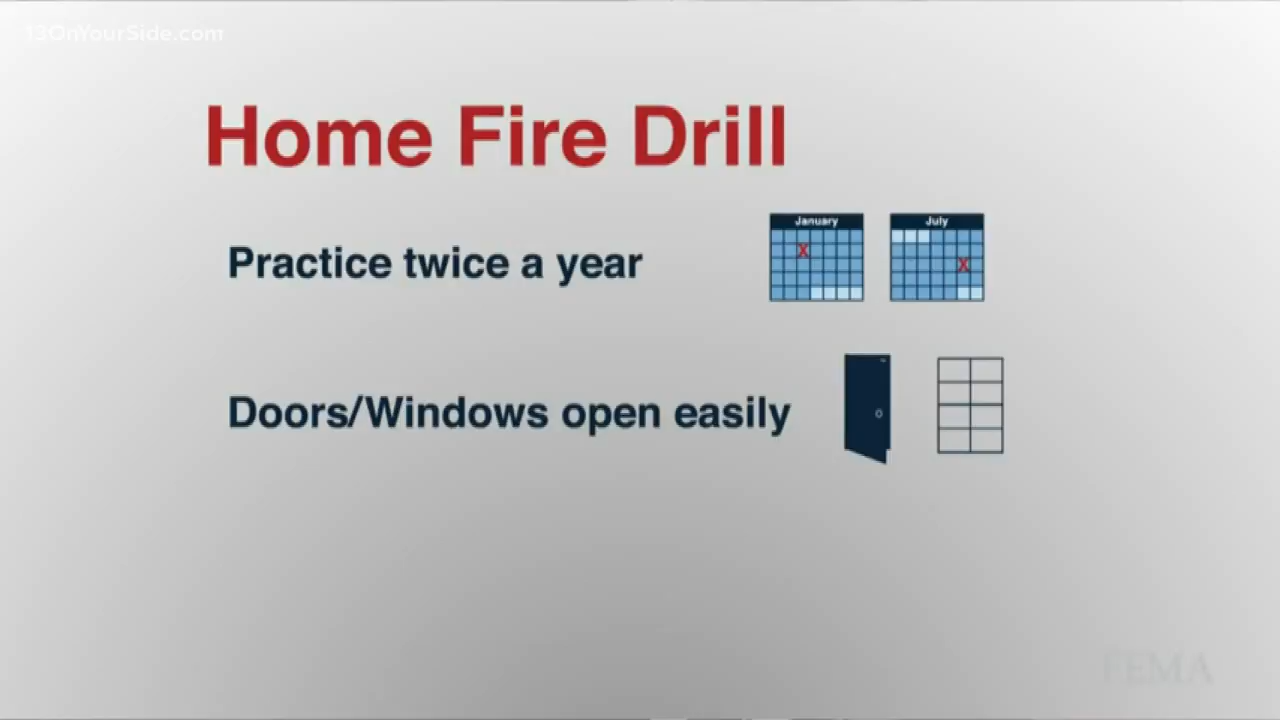 13OnYourSide.com
Home Fire Drill
January
July
Practice twice a year
X
X
Doors/Windows open easily
FEMA